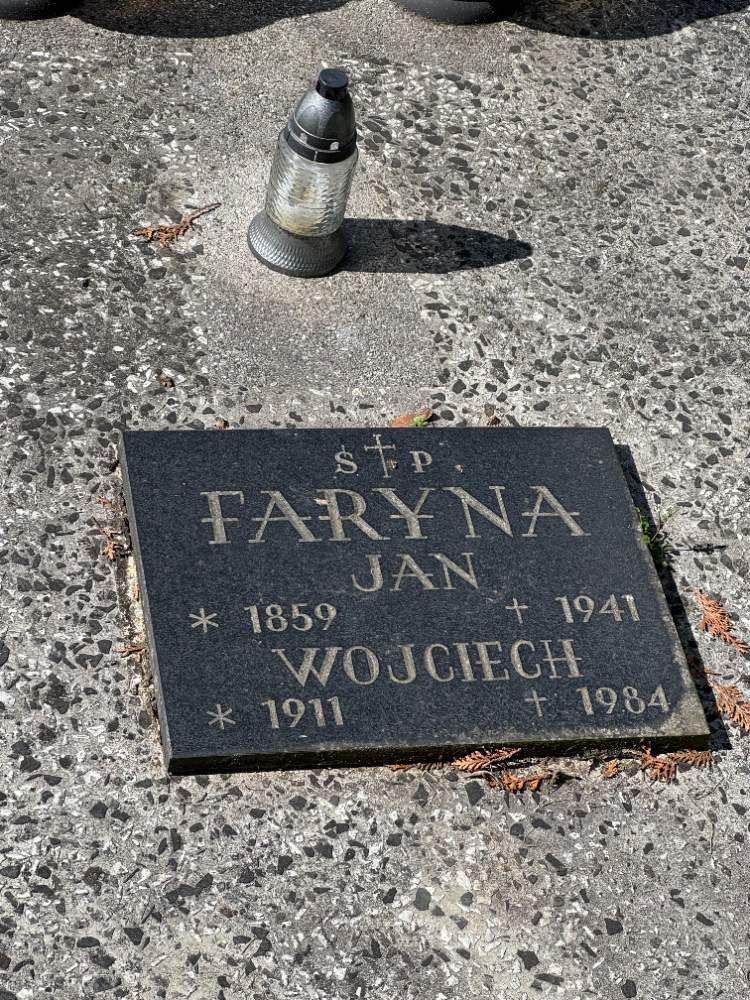 Ś † P.
FARYNA
JAN
* 1859 † 1941
WOJCIECH
* 1911 † 1984